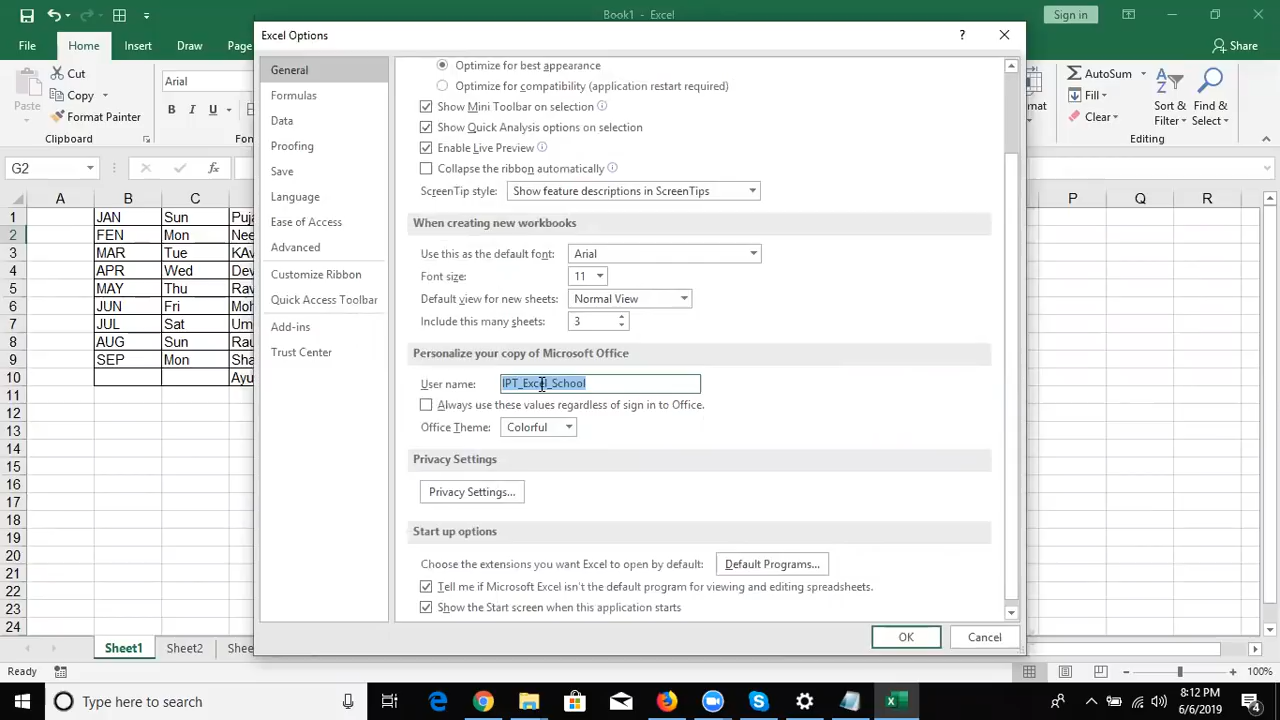 Book1 - Excel
Sign in
File Home Insert Draw Page
Share
Excel Options
?
General
Formulas
Data
Proofing
Save
Language
Ease of Access
Advanced
Customize Ribbon
Quick Access Toolbar
Add-ins
Trust Center
Optimize for best appearance
Optimize for compatibility (application restart required)
Show Mini Toolbar on selection
Show Quick Analysis options on selection
Enable Live Preview
Collapse the ribbon automatically
ScreenTip style: Show feature descriptions in ScreenTips
When creating new workbooks
Use this as the default font: Arial
Font size: 11
Default view for new sheets: Normal View
Include this many sheets: 3
Personalize your copy of Microsoft Office
User name: IPT_Excel_School
Always use these values regardless of sign in to Office.
Office Theme: Colorful
Privacy Settings
Privacy Settings...
Start up options
Choose the extensions you want Excel to open by default: Default Programs...
Tell me if Microsoft Excel isn't the default program for viewing and editing spreadsheets.
Show the Start screen when this application starts
OK Cancel
Cut
Copy
Format Painter
Paste
Clipboard
Arial
B I U
AutoSum
Fill
Clear
Sort &
Filter
Find &
Select
Editing
G2
fx
A B C P Q R
1 JAN Sun
2 FEN Mon
3 MAR Tue
4 APR Wed
5 MAY Thu
6 JUN Fri
7 JUL Sat
8 AUG Sun
9 SEP Mon
10
11
12
13
14
15
16
17
18
19
20
21
22
23
24
Sheet1 Sheet2
Ready
100%
Type here to search
8:12 PM
6/6/2019
4